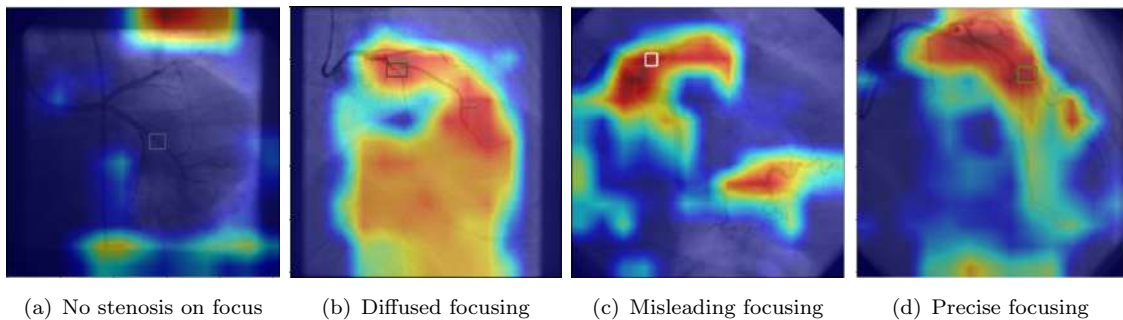 (a) No stenosis on focus
(b) Diffused focusing
(c) Misleading focusing
(d) Precise focusing